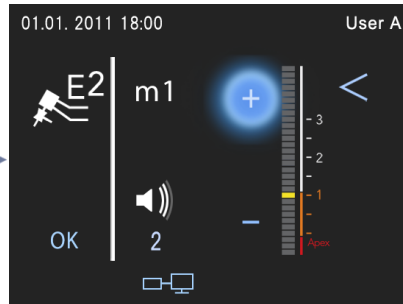 01.01. 2011 18:00 User A
E2 m1 +
- 3
- 2
- 1
Apex
OK 2 -